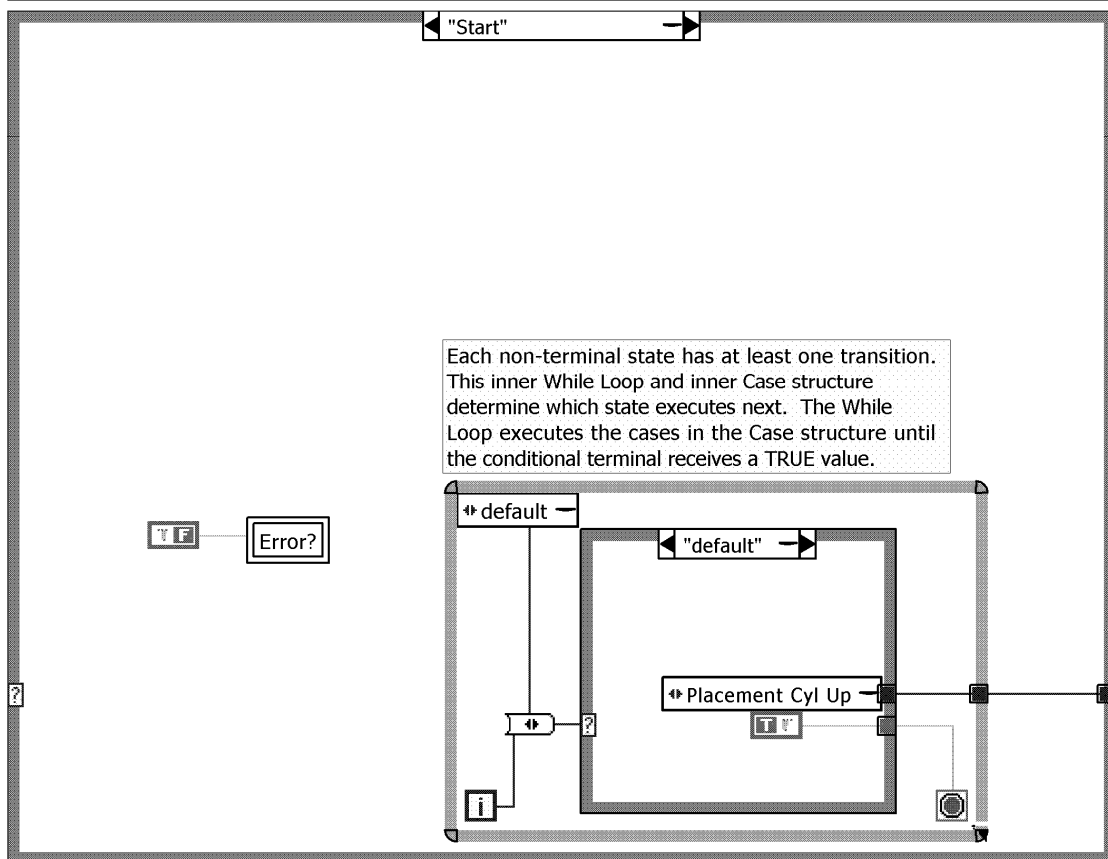 "Start"
Each non-terminal state has at least one transition.
This inner While Loop and inner Case structure
determine which state executes next. The While
Loop executes the cases in the Case structure until
the conditional terminal receives a TRUE value.
default
T F
Error?
"default"
?
Placement Cyl Up
?
T F
i